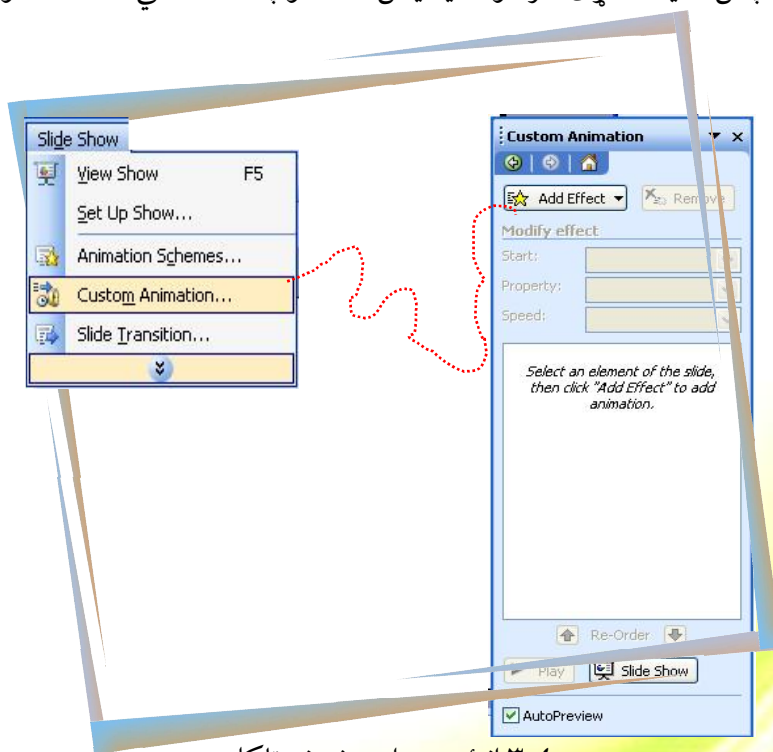 Slide Show
View Show F5
Set Up Show...
Animation Schemes...
Custom Animation...
Slide Transition...
Custom Animation
Add Effect
Remove
Modify effect
Start:
Property:
Speed:
Select an element of the slide,
then click "Add Effect" to add
animation.
Re-Order
Play
Slide Show
AutoPreview